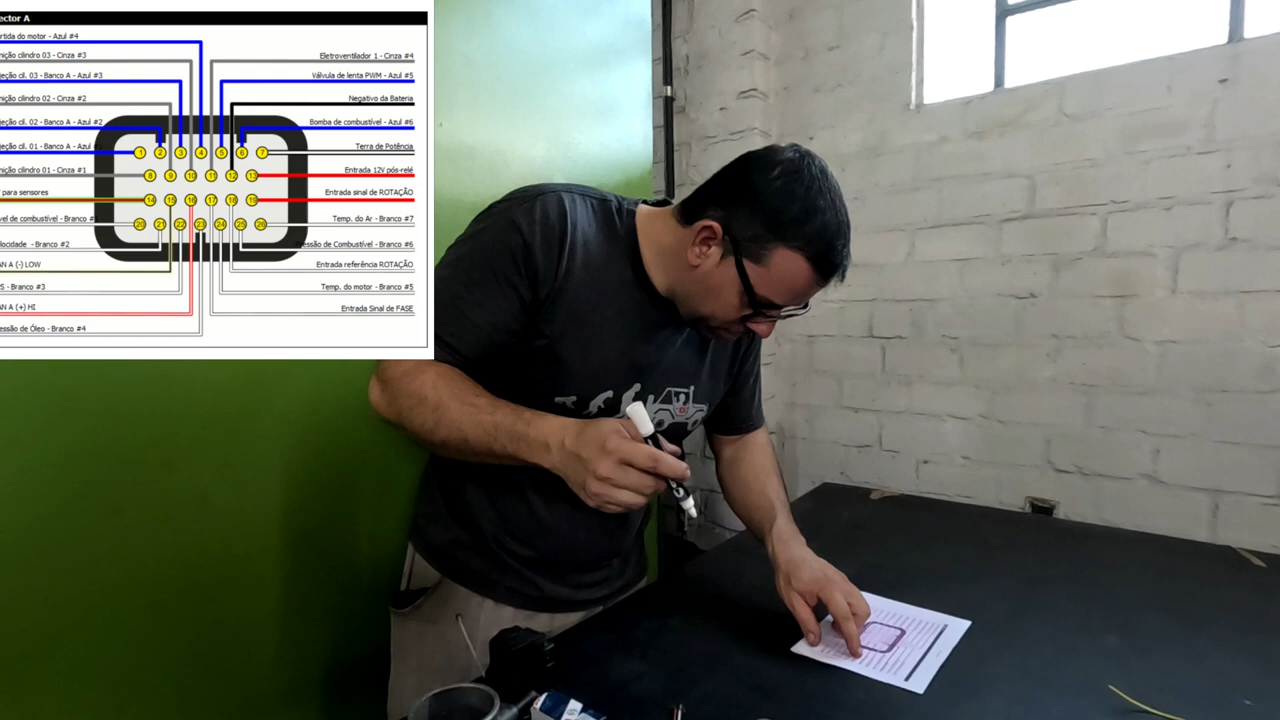 ector A
rtida do motor - Azul #4
nição cilindro 03 - Cinza #3
eção cil. 03 - Banco A - Azul #3
nição cilindro 02 - Cinza #2
eção cil. 02 - Banco A - Azul #2
eção cil. 01 - Banco A - Azul
nição cilindro 01 - Cinza #1
para sensores
vel de combustível - Branco #
locidade - Branco #2
AN A (-) LOW
S - Branco #3
AN A (+) HI
essão de Óleo - Branco #4
Eletroventilador 1 - Cinza #4
Válvula de lenta PWM - Azul #5
Negativo da Bateria
Bomba de combustível - Azul #6
Terra de Potência
Entrada 12V pós-relé
Entrada sinal de ROTAÇÃO
Temp. do Ar - Branco #7
essão de Combustível - Branco #6
Entrada referência ROTAÇÃO
Temp. do motor - Branco #5
Entrada Sinal de FASE
1 2 3 4 5 6 7
8 9 10 11 12 13
14 15 16 17 18 19
20 21 22 23 24 25 26